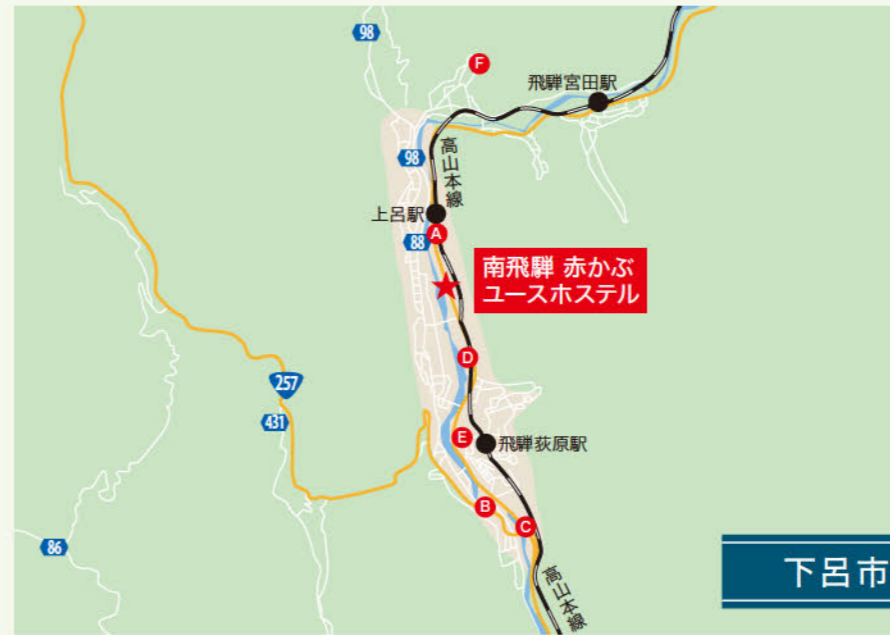 98
F
飛騨宮田駅
高山本線
98
上呂駅
A
88
南飛騨 赤かぶ
ユースホステル
D
257
431
E
飛騨萩原駅
B
C
86
下呂市
高山本線